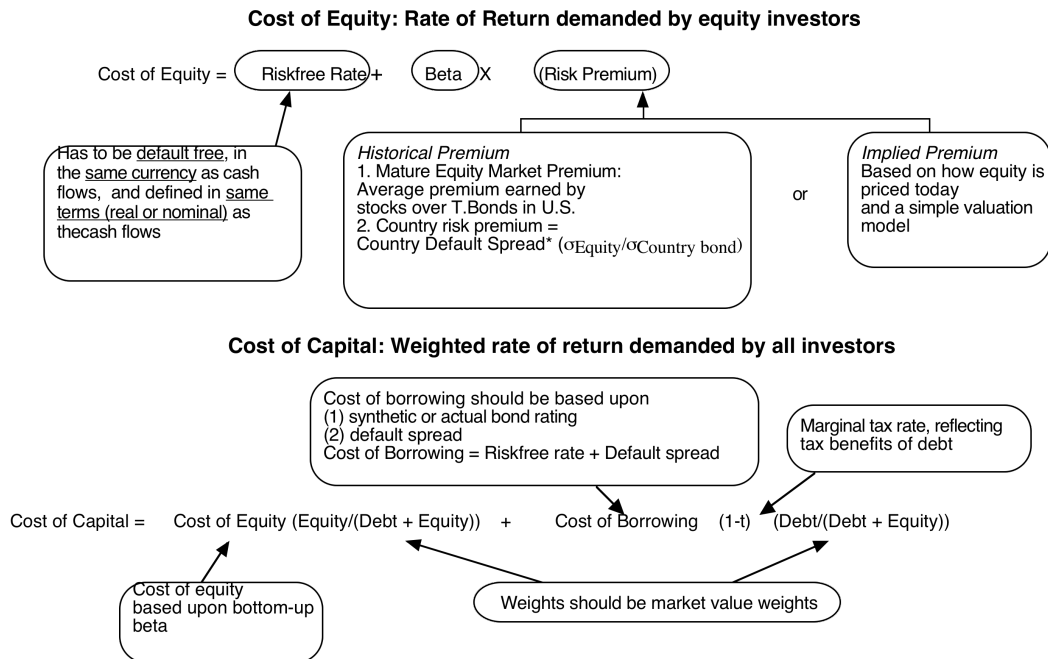 Cost of Equity: Rate of Return demanded by equity investors
Cost of Equity = Riskfree Rate + Beta X (Risk Premium)
Has to be default free, in
the same currency as cash
flows, and defined in same
terms (real or nominal) as
thecash flows
Historical Premium
1. Mature Equity Market Premium:
Average premium earned by
stocks over T.Bonds in U.S.
2. Country risk premium =
Country Default Spread* (σEquity/σCountry bond)
or
Implied Premium
Based on how equity is
priced today
and a simple valuation
model
Cost of Capital: Weighted rate of return demanded by all investors
Cost of borrowing should be based upon
(1) synthetic or actual bond rating
(2) default spread
Cost of Borrowing = Riskfree rate + Default spread
Marginal tax rate, reflecting
tax benefits of debt
Cost of Capital = Cost of Equity (Equity/(Debt + Equity)) + Cost of Borrowing (1-t) (Debt/(Debt + Equity))
Cost of equity
based upon bottom-up
beta
Weights should be market value weights